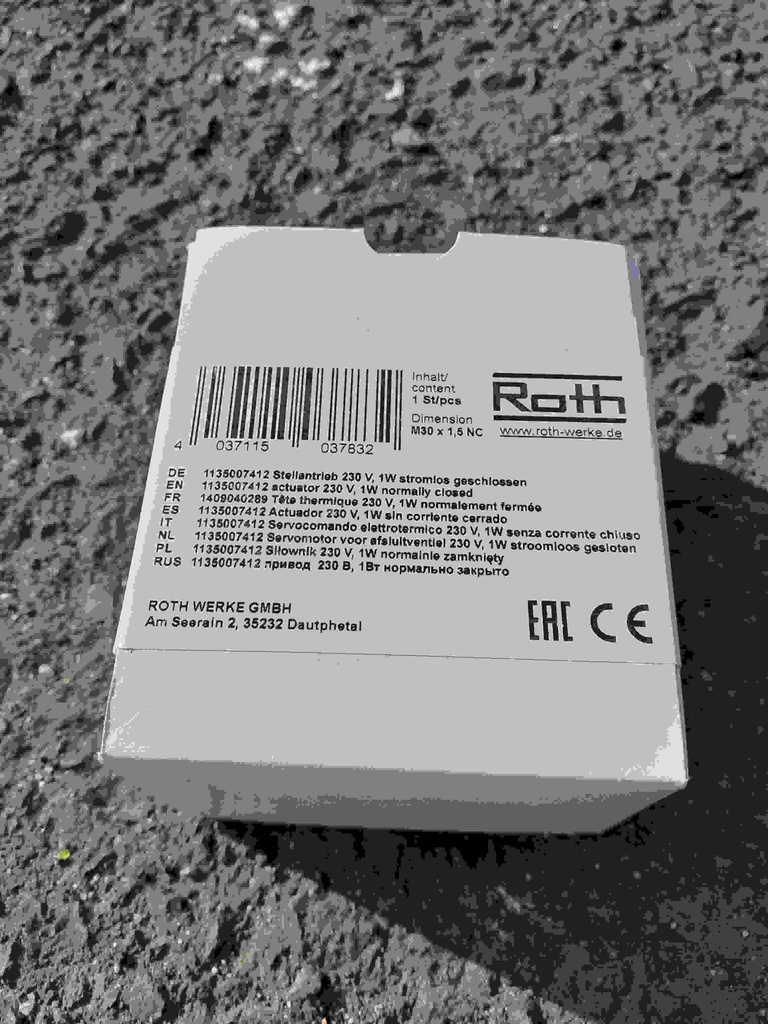 Inhalt/
content
1 St/pcs
Dimension
M30 x 1,5 NC
Roth
www.roth-werke.de
4 037115 037832
DE 1135007412 Stellantrieb 230 V, 1W stromlos geschlossen
EN 1135007412 actuator 230 V, 1W normally closed
FR 1409040289 Tête thermique 230 V, 1W normalement fermée
ES 1135007412 Actuador 230 V, 1W sin corriente cerrado
IT 1135007412 Servocomando elettrotermico 230 V, 1W senza corrente chiuso
NL 1135007412 Servomotor voor afsluitventiel 230 V, 1W stroomloos gesloten
PL 1135007412 Siłownik 230 V, 1W normalnie zamknięty
RUS 1135007412 привод 230 В, 1Вт нормально закрыто
ROTH WERKE GMBH
Am Seerain 2, 35232 Dautphetal
EAC CE